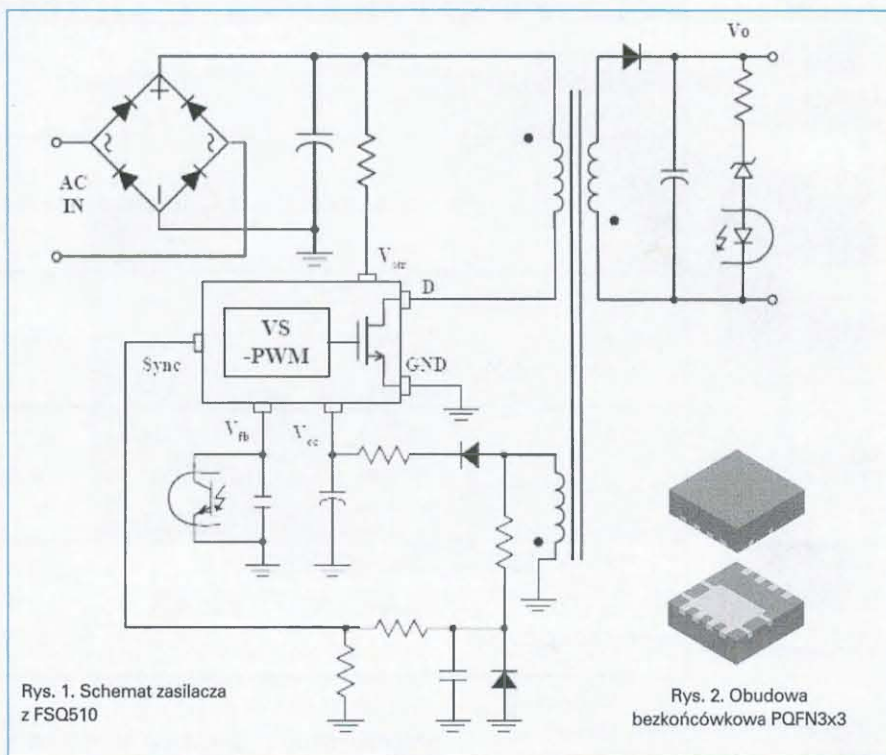 Vo
AC
IN
Vstr
D
VS
-PWM
Sync
GND
Vfb
Vcc
Rys. 1. Schemat zasilacza
z FSQ510
Rys. 2. Obudowa
bezkońcówkowa PQFN3x3